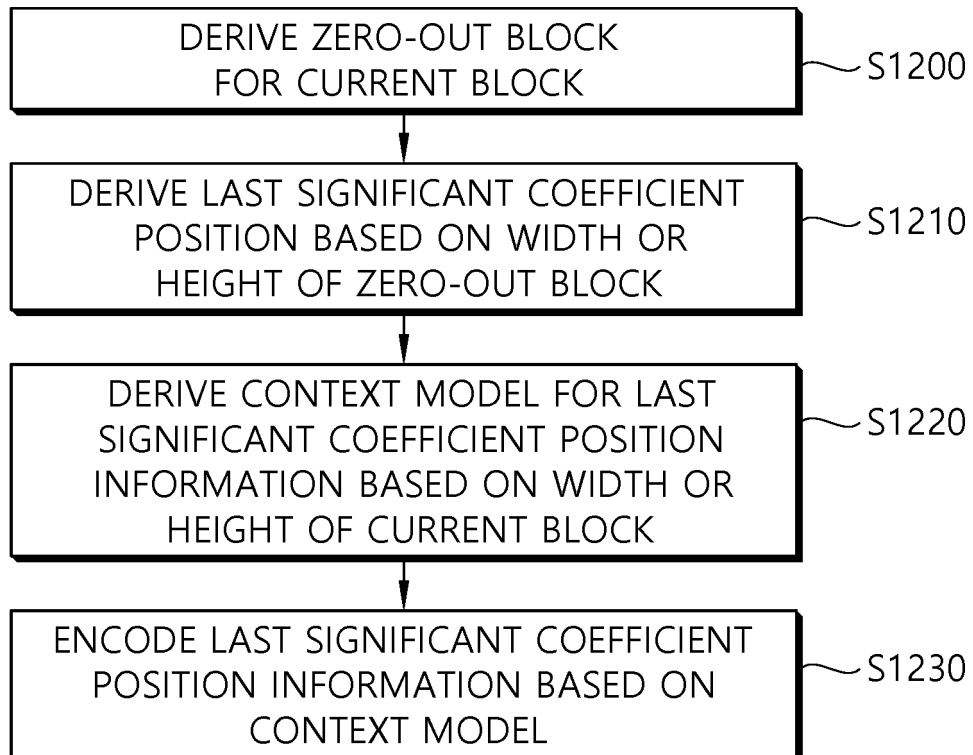 DERIVE ZERO-OUT BLOCK
FOR CURRENT BLOCK
S1200
DERIVE LAST SIGNIFICANT COEFFICIENT
POSITION BASED ON WIDTH OR
HEIGHT OF ZERO-OUT BLOCK
S1210
DERIVE CONTEXT MODEL FOR LAST
SIGNIFICANT COEFFICIENT POSITION
INFORMATION BASED ON WIDTH OR
HEIGHT OF CURRENT BLOCK
S1220
ENCODE LAST SIGNIFICANT COEFFICIENT
POSITION INFORMATION BASED ON
CONTEXT MODEL
S1230